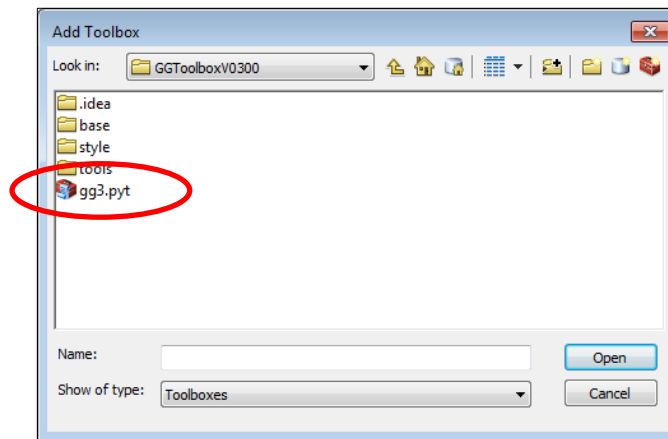 Add Toolbox
Look in: GGToolboxV0300
.idea
base
style
tools
gg3.pyt
Name:
Open
Show of type: Toolboxes
Cancel